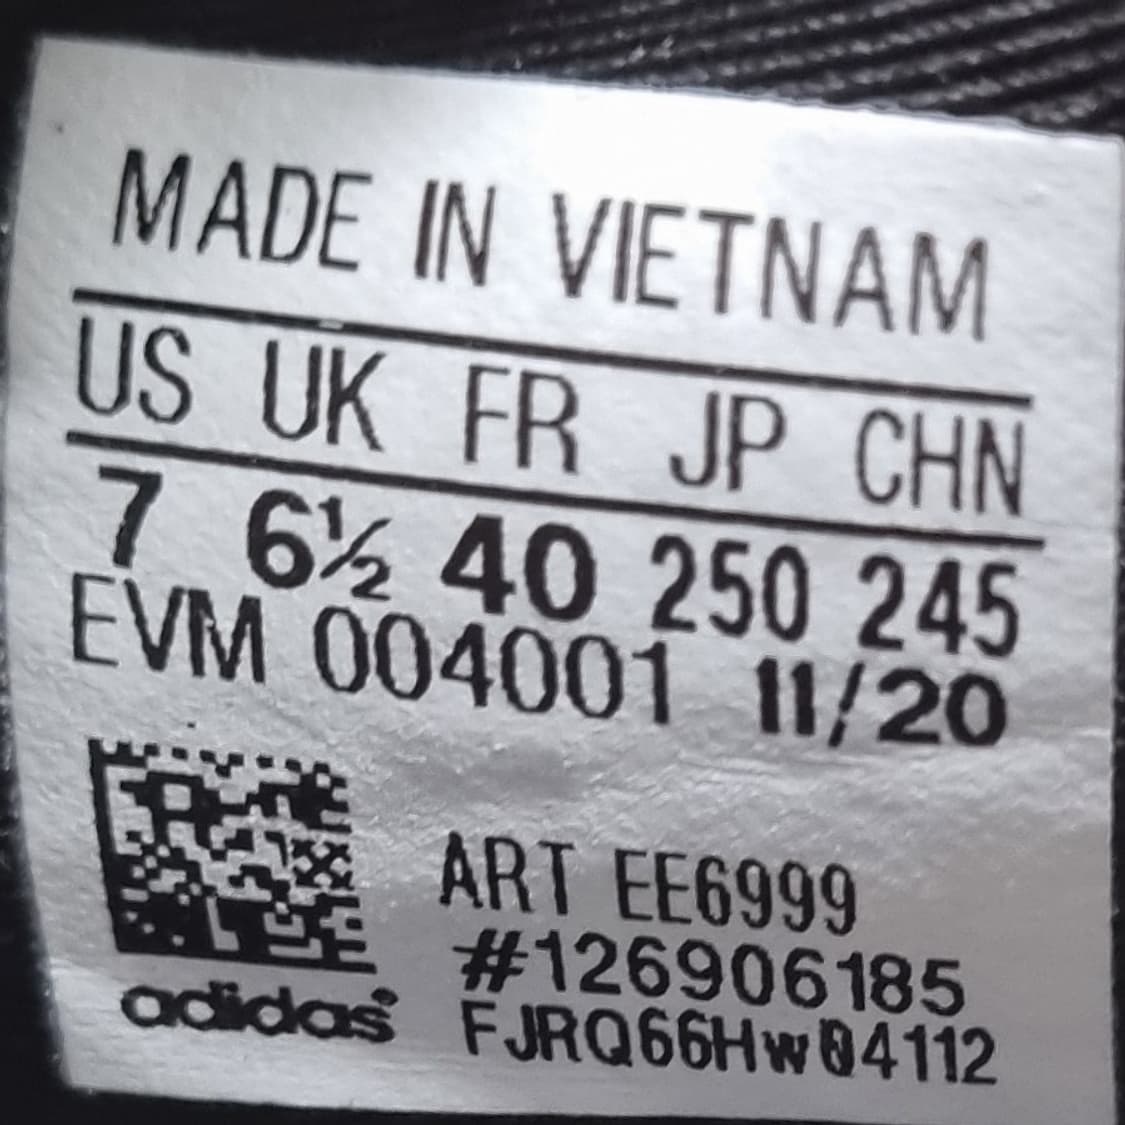 MADE IN VIETNAM
US UK FR JP CHN
7 6½ 40 250 245
EVM 004001 11/20
ART EE6999
#126906185
adidas